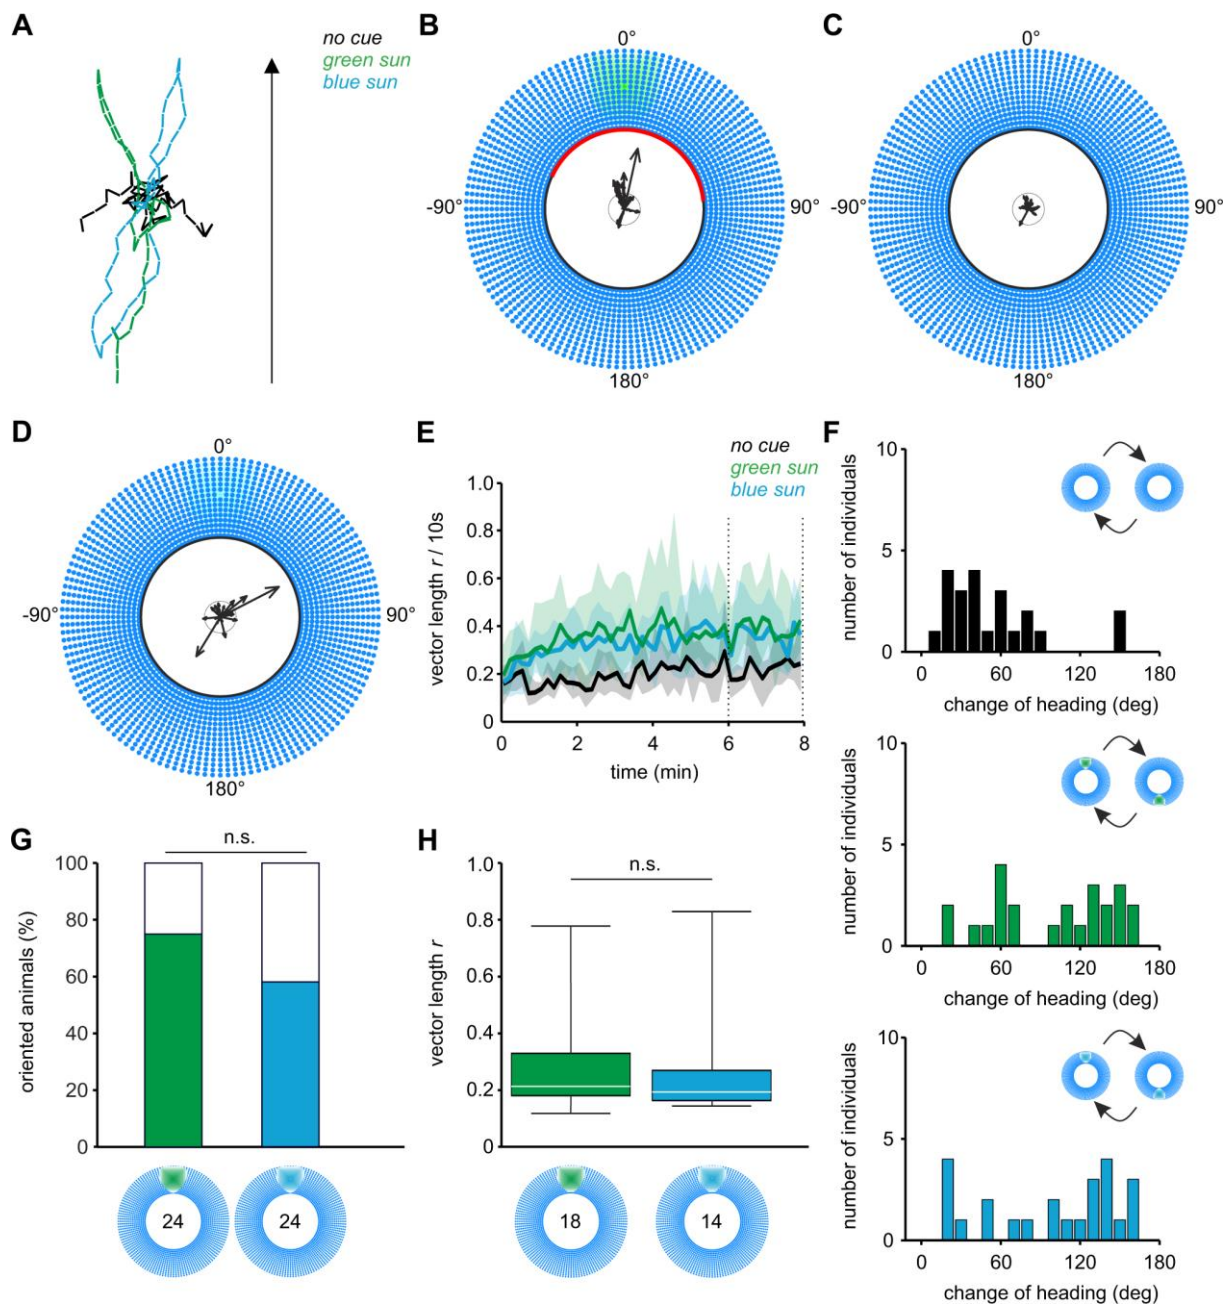 A
no cue
green sun
blue sun
B
0°
-90°
90°
180°
C
0°
-90°
90°
180°
D
0°
-90°
90°
180°
E
no cue
green sun
blue sun
1.0
0.8
0.6
0.4
0.2
0
vector length r / 10s
0 2 4 6 8
time (min)
F
10
5
0
number of individuals
0 60 120 180
change of heading (deg)
10
5
0
number of individuals
0 60 120 180
change of heading (deg)
10
5
0
number of individuals
0 60 120 180
change of heading (deg)
G
n.s.
100
80
60
40
20
0
oriented animals (%)
24 24
H
n.s.
1.0
0.8
0.6
0.4
0.2
0
vector length r
18 14